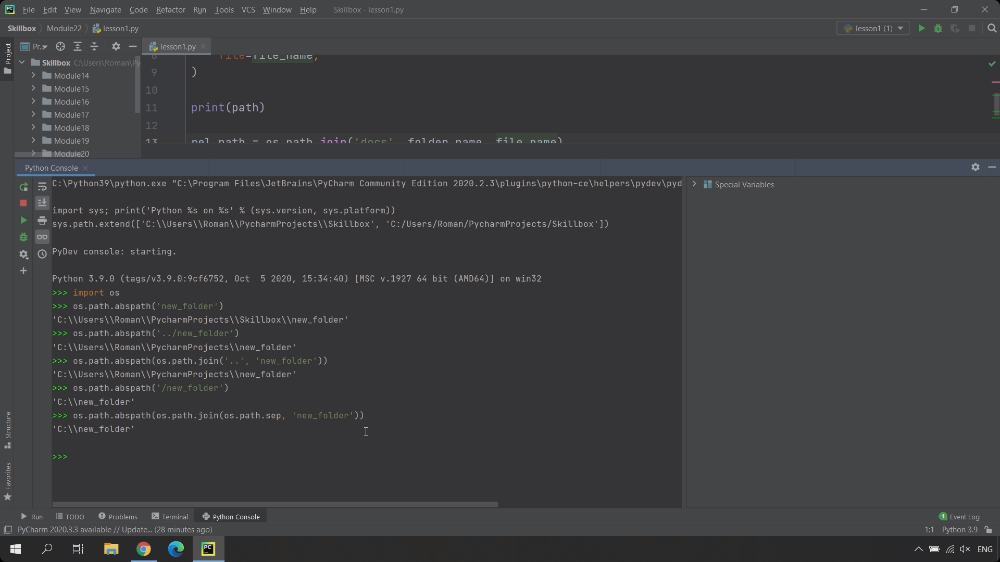 File Edit View Navigate Code Refactor Run Tools VCS Window Help Skillbox - lesson1.py
Skillbox Module22 lesson1.py lesson1 (1)
Project
Pr... lesson1.py
Skillbox C:\Users\Roman\Py
Module14
Module15
Module16
Module17
Module18
Module19
Module20
8 file=file_name,
9 )
10
11 print(path)
12
13 rel_path = os.path.join('docs', folder_name, file_name)
Python Console
C:\Python39\python.exe "C:\Program Files\JetBrains\PyCharm Community Edition 2020.2.3\plugins\python-ce\helpers\pydev\pyd
Special Variables
import sys; print('Python %s on %s' % (sys.version, sys.platform))
sys.path.extend(['C:\\Users\\Roman\\PycharmProjects\\Skillbox', 'C:/Users/Roman/PycharmProjects/Skillbox'])
PyDev console: starting.
Python 3.9.0 (tags/v3.9.0:9cf6752, Oct  5 2020, 15:34:40) [MSC v.1927 64 bit (AMD64)] on win32
>>> import os
>>> os.path.abspath('new_folder')
'C:\\Users\\Roman\\PycharmProjects\\Skillbox\\new_folder'
>>> os.path.abspath('../new_folder')
'C:\\Users\\Roman\\PycharmProjects\\new_folder'
>>> os.path.abspath(os.path.join('..', 'new_folder'))
'C:\\Users\\Roman\\PycharmProjects\\new_folder'
>>> os.path.abspath('/new_folder')
'C:\\new_folder'
>>> os.path.abspath(os.path.join(os.path.sep, 'new_folder'))
'C:\\new_folder'
>>>
Structure
Favorites
Run TODO Problems Terminal Python Console 1 Event Log
PyCharm 2020.3.3 available // Update... (28 minutes ago) 1:1 Python 3.9
PC ENG